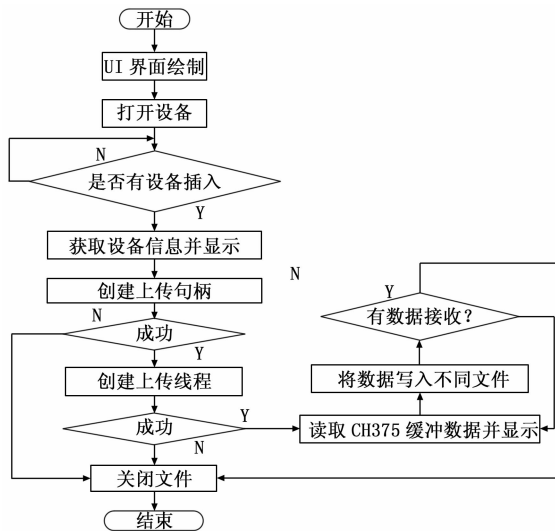 开始
UI 界面绘制
打开设备
N
是否有设备插入
Y
获取设备信息并显示
创建上传句柄
N
成功
Y
创建上传线程
成功
Y
N
关闭文件
结束
N
Y
有数据接收？
将数据写入不同文件
读取 CH375 缓冲数据并显示